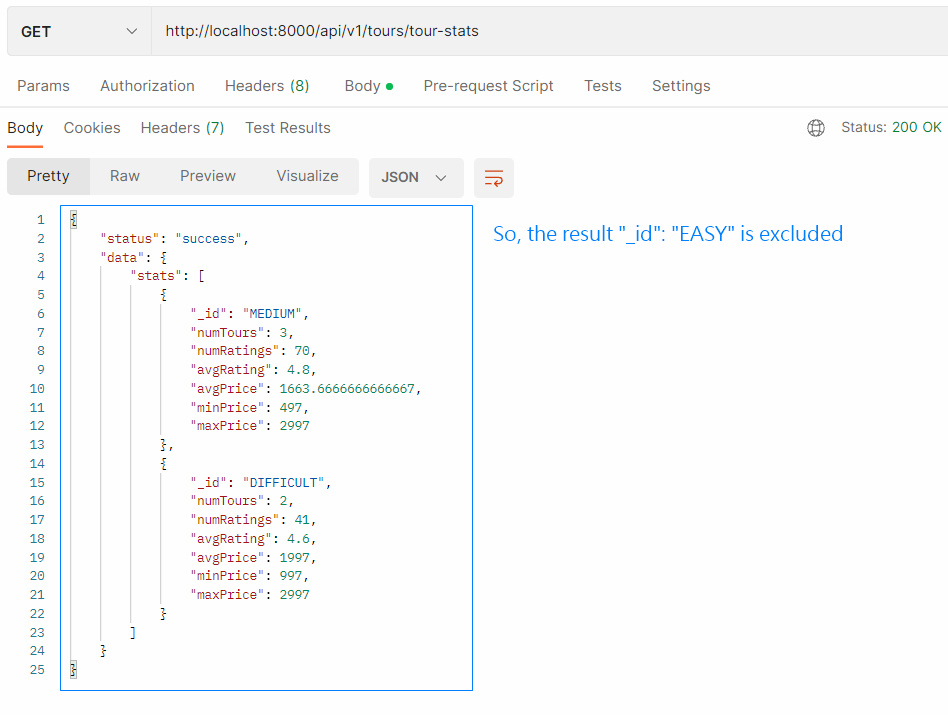 GET http://localhost:8000/api/v1/tours/tour-stats
Params Authorization Headers (8) Body Pre-request Script Tests Settings
Body Cookies Headers (7) Test Results Status: 200 OK
Pretty Raw Preview Visualize JSON
1 {
2 "status": "success",
3 "data": {
4 "stats": [
5 {
6 "_id": "MEDIUM",
7 "numTours": 3,
8 "numRatings": 70,
9 "avgRating": 4.8,
10 "avgPrice": 1663.6666666666667,
11 "minPrice": 497,
12 "maxPrice": 2997
13 },
14 {
15 "_id": "DIFFICULT",
16 "numTours": 2,
17 "numRatings": 41,
18 "avgRating": 4.6,
19 "avgPrice": 1997,
20 "minPrice": 997,
21 "maxPrice": 2997
22 }
23 ]
24 }
25 }
So, the result "_id": "EASY" is excluded